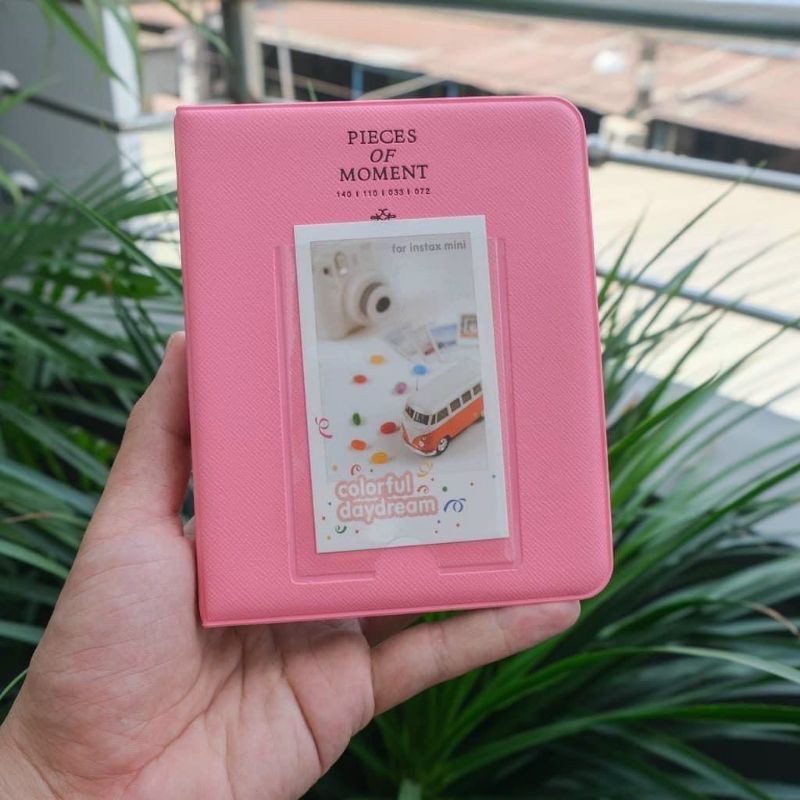 PIECES
OF
MOMENT
140 I 110 I 033 I 072
for instax mini
colorful
daydream